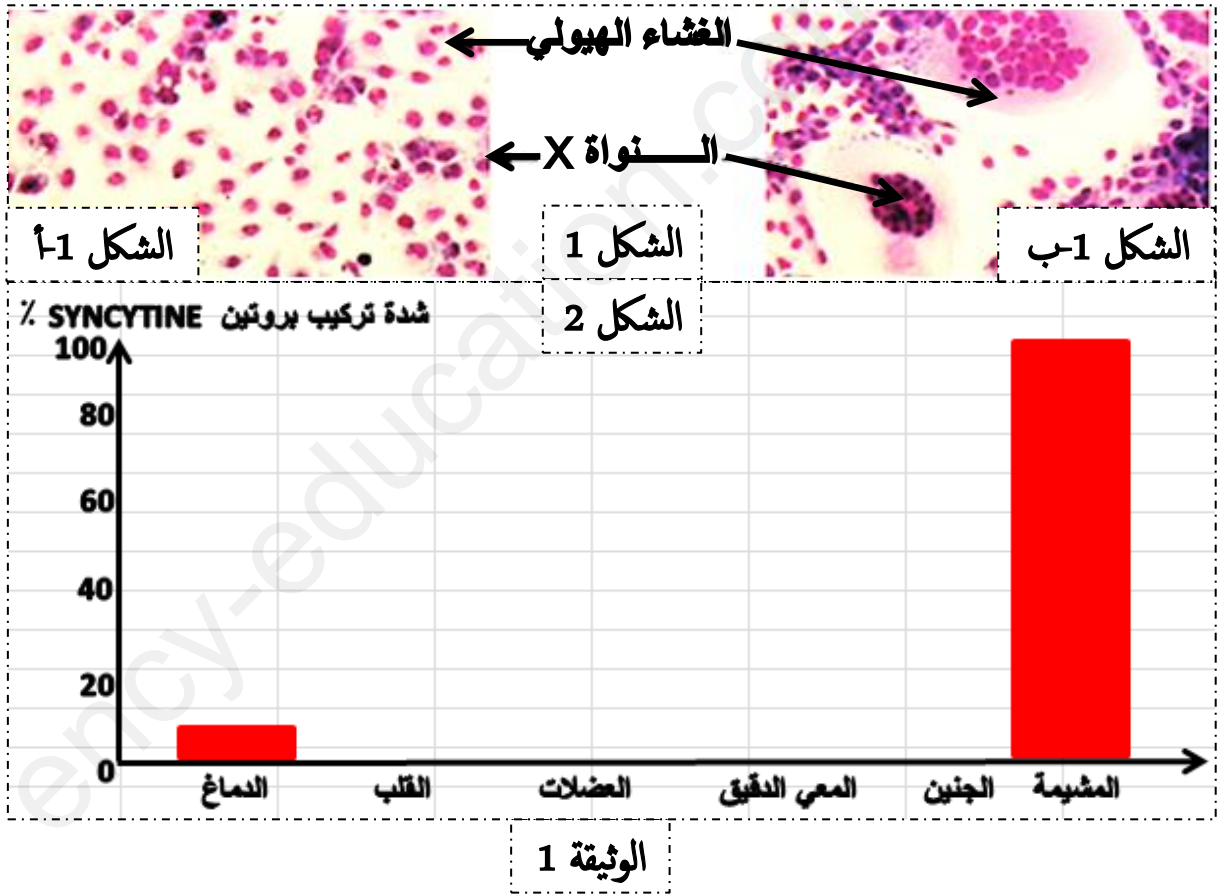 الغشاء الهيولي
النواة X
الشكل 1-أ
الشكل 1
الشكل 1-ب
الشكل 2
شدة تركيب بروتين SYNCYTINE %
100
80
60
40
20
0
الدماغ القلب العضلات المعي الدقيق الجنين المشيمة
الوثيقة 1
ency-education.com